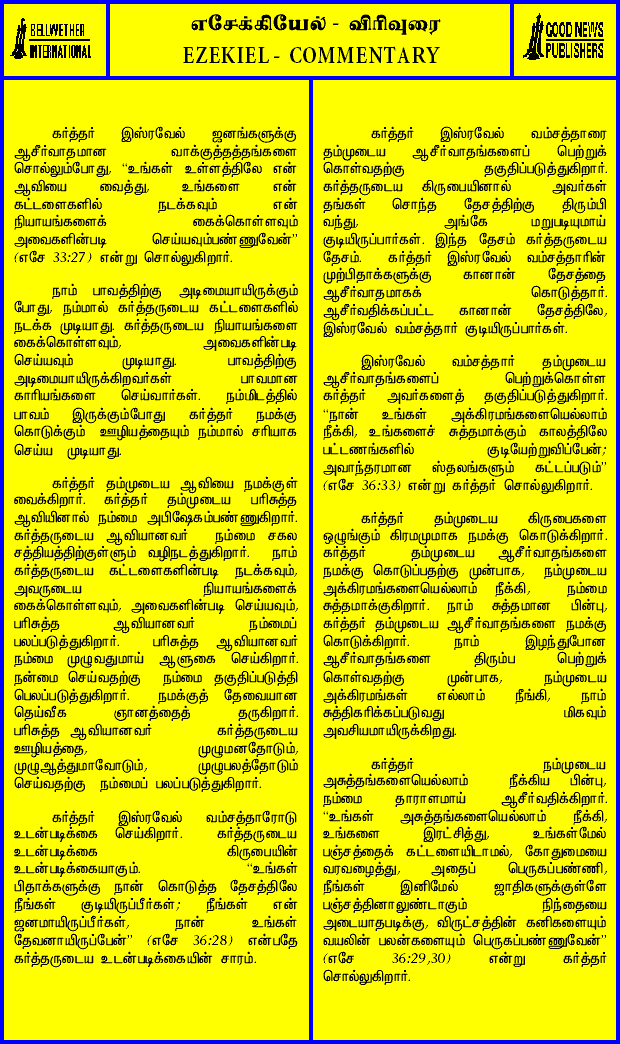 BELLWETHER
INTERNATIONAL
எசேக்கியேல் - விரிவுரை
EZEKIEL - COMMENTARY
GOOD NEWS
PUBLISHERS
கர்த்தர் இஸ்ரவேல் ஜனங்களுக்கு
ஆசீர்வாதமான வாக்குத்தத்தங்களை
சொல்லும்போது, “உங்கள் உள்ளத்திலே என்
ஆவியை வைத்து, உங்களை என்
கட்டளைகளில் நடக்கவும் என்
நியாயங்களைக் கைக்கொள்ளவும்
அவைகளின்படி செய்யவும்பண்ணுவேன்”
(எசே 33:27) என்று சொல்லுகிறார்.
நாம் பாவத்திற்கு அடிமையாயிருக்கும்
போது, நம்மால் கர்த்தருடைய கட்டளைகளில்
நடக்க முடியாது. கர்த்தருடைய நியாயங்களை
கைக்கொள்ளவும், அவைகளின்படி
செய்யவும் முடியாது. பாவத்திற்கு
அடிமையாயிருக்கிறவர்கள் பாவமான
காரியங்களை செய்வார்கள். நம்மிடத்தில்
பாவம் இருக்கும்போது கர்த்தர் நமக்கு
கொடுக்கும் ஊழியத்தையும் நம்மால் சரியாக
செய்ய முடியாது.
கர்த்தர் தம்முடைய ஆவியை நமக்குள்
வைக்கிறார். கர்த்தர் தம்முடைய பரிசுத்த
ஆவியினால் நம்மை அபிஷேகம்பண்ணுகிறார்.
கர்த்தருடைய ஆவியானவர் நம்மை சகல
சத்தியத்திற்குள்ளும் வழிநடத்துகிறார். நாம்
கர்த்தருடைய கட்டளைகளின்படி நடக்கவும்,
அவருடைய நியாயங்களைக்
கைக்கொள்ளவும், அவைகளின்படி செய்யவும்,
பரிசுத்த ஆவியானவர் நம்மைப்
பலப்படுத்துகிறார். பரிசுத்த ஆவியானவர்
நம்மை முழுவதுமாய் ஆளுகை செய்கிறார்.
நன்மை செய்வதற்கு நம்மை தகுதிப்படுத்தி
பெலப்படுத்துகிறார். நமக்குத் தேவையான
தெய்வீக ஞானத்தைத் தருகிறார்.
பரிசுத்த ஆவியானவர் கர்த்தருடைய
ஊழியத்தை, முழுமனதோடும்,
முழுஆத்துமாவோடும், முழுபலத்தோடும்
செய்வதற்கு நம்மைப் பலப்படுத்துகிறார்.
கர்த்தர் இஸ்ரவேல் வம்சத்தாரோடு
உடன்படிக்கை செய்கிறார். கர்த்தருடைய
உடன்படிக்கை கிருபையின்
உடன்படிக்கையாகும். “உங்கள்
பிதாக்களுக்கு நான் கொடுத்த தேசத்திலே
நீங்கள் குடியிருப்பீர்கள்; நீங்கள் என்
ஜனமாயிருப்பீர்கள், நான் உங்கள்
தேவனாயிருப்பேன்” (எசே 36:28) என்பதே
கர்த்தருடைய உடன்படிக்கையின் சாரம்.
கர்த்தர் இஸ்ரவேல் வம்சத்தாரை
தம்முடைய ஆசீர்வாதங்களைப் பெற்றுக்
கொள்வதற்கு தகுதிப்படுத்துகிறார்.
கர்த்தருடைய கிருபையினால் அவர்கள்
தங்கள் சொந்த தேசத்திற்கு திரும்பி
வந்து, அங்கே மறுபடியுமாய்
குடியிருப்பார்கள். இந்த தேசம் கர்த்தருடைய
தேசம். கர்த்தர் இஸ்ரவேல் வம்சத்தாரின்
முற்பிதாக்களுக்கு கானான் தேசத்தை
ஆசீர்வாதமாகக் கொடுத்தார்.
ஆசீர்வதிக்கப்பட்ட கானான் தேசத்திலே,
இஸ்ரவேல் வம்சத்தார் குடியிருப்பார்கள்.
இஸ்ரவேல் வம்சத்தார் தம்முடைய
ஆசீர்வாதங்களைப் பெற்றுக்கொள்ள
கர்த்தர் அவர்களைத் தகுதிப்படுத்துகிறார்.
“நான் உங்கள் அக்கிரமங்களையெல்லாம்
நீக்கி, உங்களைச் சுத்தமாக்கும் காலத்திலே
பட்டணங்களில் குடியேற்றுவிப்பேன்;
அவாந்தரமான ஸ்தலங்களும் கட்டப்படும்”
(எசே 36:33) என்று கர்த்தர் சொல்லுகிறார்.
கர்த்தர் தம்முடைய கிருபைகளை
ஒழுங்கும் கிரமமுமாக நமக்கு கொடுக்கிறார்.
கர்த்தர் தம்முடைய ஆசீர்வாதங்களை
நமக்கு கொடுப்பதற்கு முன்பாக, நம்முடைய
அக்கிரமங்களையெல்லாம் நீக்கி, நம்மை
சுத்தமாக்குகிறார். நாம் சுத்தமான பின்பு,
கர்த்தர் தம்முடைய ஆசீர்வாதங்களை நமக்கு
கொடுக்கிறார். நாம் இழந்துபோன
ஆசீர்வாதங்களை திரும்ப பெற்றுக்
கொள்வதற்கு முன்பாக, நம்முடைய
அக்கிரமங்கள் எல்லாம் நீங்கி, நாம்
சுத்திகரிக்கப்படுவது மிகவும்
அவசியமாயிருக்கிறது.
கர்த்தர் நம்முடைய
அசுத்தங்களையெல்லாம் நீக்கிய பின்பு,
நம்மை தாராளமாய் ஆசீர்வதிக்கிறார்.
“உங்கள் அசுத்தங்களையெல்லாம் நீக்கி,
உங்களை இரட்சித்து, உங்கள்மேல்
பஞ்சத்தைக் கட்டளையிடாமல், கோதுமையை
வரவழைத்து, அதைப் பெருகப்பண்ணி,
நீங்கள் இனிமேல் ஜாதிகளுக்குள்ளே
பஞ்சத்தினாலுண்டாகும் நிந்தையை
அடையாதபடிக்கு, விருட்சத்தின் கனிகளையும்
வயலின் பலன்களையும் பெருகப்பண்ணுவேன்”
(எசே 36:29,30) என்று கர்த்தர்
சொல்லுகிறார்.